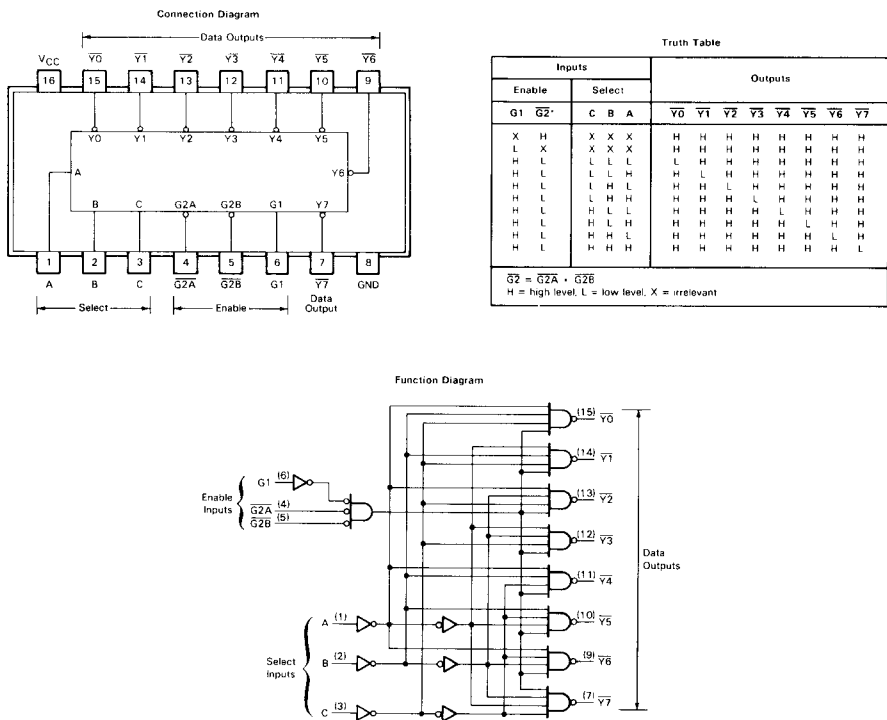 Connection Diagram
Data Outputs
VCC Y0 Y1 Y2 Y3 Y4 Y5 Y6
16 15 14 13 12 11 10 9
Y0 Y1 Y2 Y3 Y4 Y5
A Y6
B C G2A G2B G1 Y7
1 2 3 4 5 6 7 8
A B C G2A G2B G1 Y7 GND
Data
Output
Select Enable
Truth Table
Inputs Outputs
Enable Select
G1 G2* C B A Y0 Y1 Y2 Y3 Y4 Y5 Y6 Y7
X H X X X H H H H H H H H
L X X X X H H H H H H H H
H L L L L L H H H H H H H
H L L L H H L H H H H H H
H L L H L H H L H H H H H
H L L H H H H H L H H H H
H L H L L H H H H L H H H
H L H L H H H H H H L H H
H L H H L H H H H H H L H
H L H H H H H H H H H H L
G2 = G2A • G2B
H = high level, L = low level, X = irrelevant
Function Diagram
(15) Y0
(14) Y1
G1 (6)
Enable
Inputs
G2A (4)
G2B (5)
(13) Y2
(12) Y3
Data
Outputs
(11) Y4
A (1)
(10) Y5
Select
Inputs
B (2)
(9) Y6
C (3)
(7) Y7